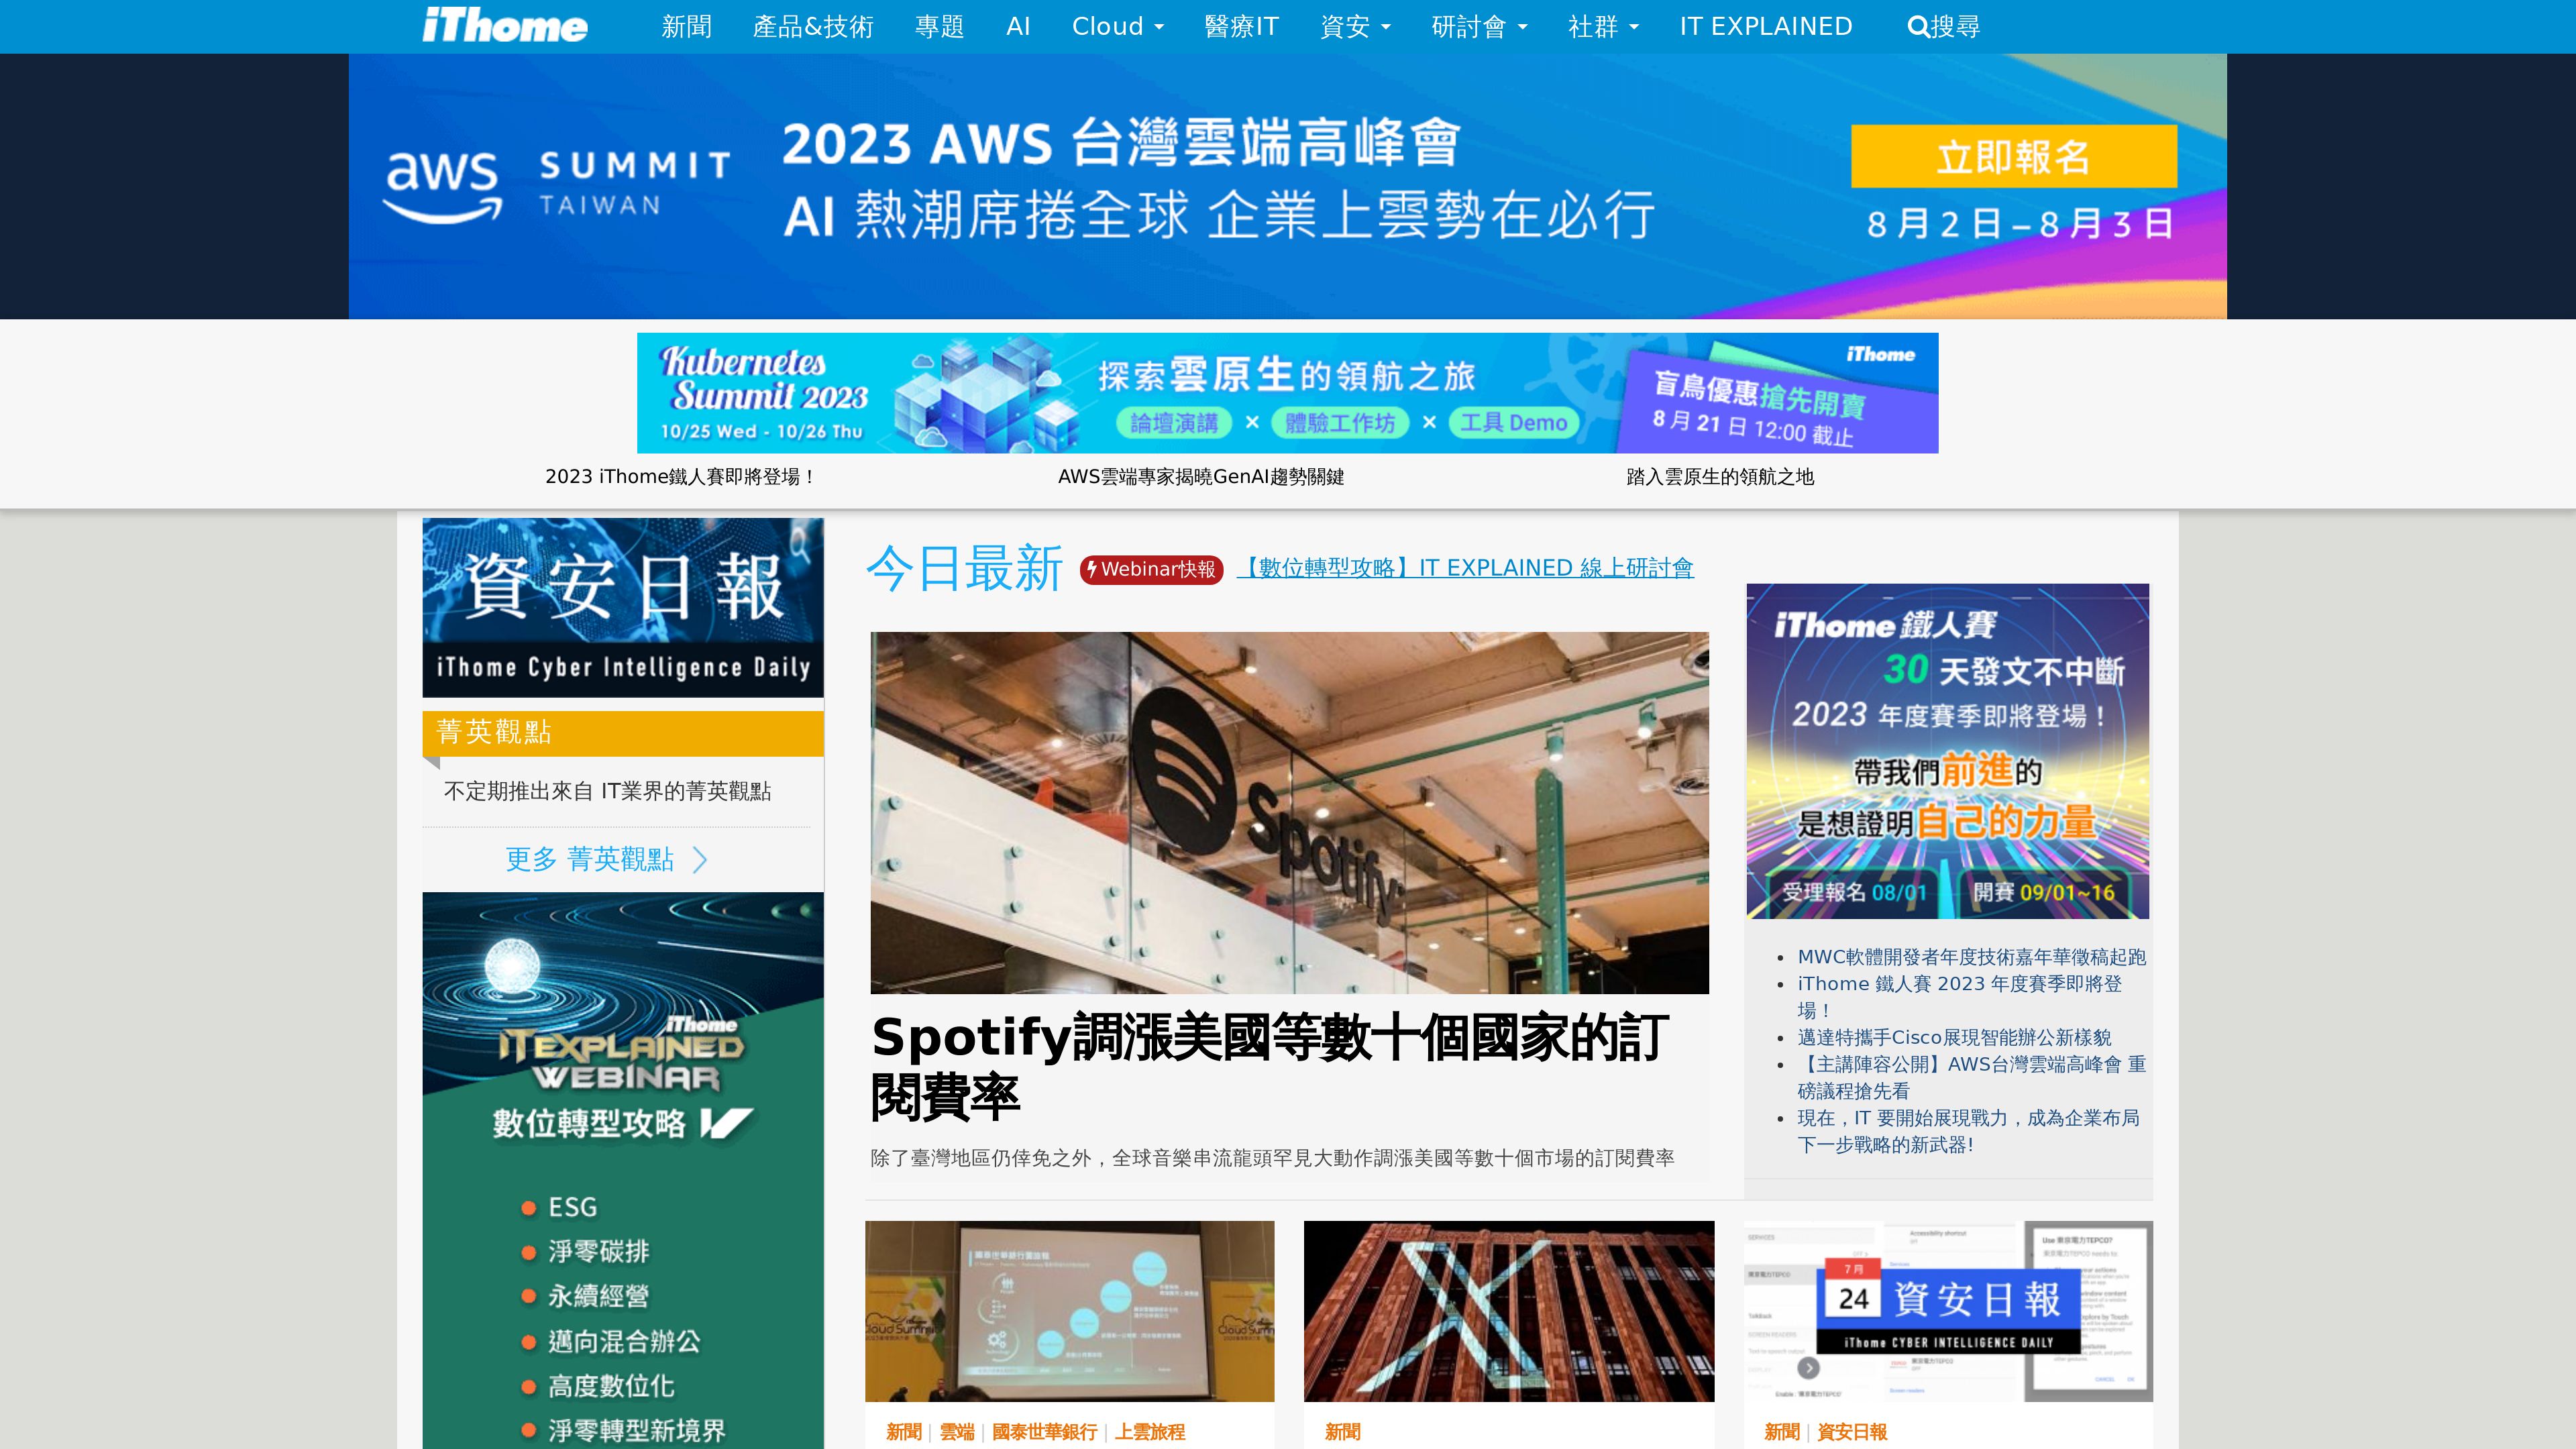 iThome
新聞
產品&技術
專題
AI
Cloud
醫療IT
資安
研討會
社群
IT EXPLAINED
搜尋
aws
SUMMIT
TAIWAN
2023 AWS 台灣雲端高峰會
AI 熱潮席捲全球 企業上雲勢在必行
立即報名
8月2日–8月3日
Kubernetes
Summit 2023
10/25 Wed - 10/26 Thu
探索雲原生的領航之旅
論壇演講 × 體驗工作坊 × 工具 Demo
iThome
盲鳥優惠搶先開賣
8 月 21 日 12:00 截止
2023 iThome鐵人賽即將登場！
AWS雲端專家揭曉GenAI趨勢關鍵
踏入雲原生的領航之地
資安日報
iThome Cyber Intelligence Daily
菁英觀點
不定期推出來自 IT業界的菁英觀點
更多 菁英觀點
iThome
IT EXPLAINED
WEBINAR
數位轉型攻略
ESG
淨零碳排
永續經營
邁向混合辦公
高度數位化
淨零轉型新境界
今日最新
Webinar快報
【數位轉型攻略】IT EXPLAINED 線上研討會
Spotify
Spotify調漲美國等數十個國家的訂
閱費率
除了臺灣地區仍倖免之外，全球音樂串流龍頭罕見大動作調漲美國等數十個市場的訂閱費率
iThome 鐵人賽
30 天發文不中斷
2023 年度賽季即將登場！
帶我們前進的
是想證明自己的力量
受理報名 08/01
開賽 09/01~16
MWC軟體開發者年度技術嘉年華徵稿起跑
iThome 鐵人賽 2023 年度賽季即將登
場！
邁達特攜手Cisco展現智能辦公新樣貌
【主講陣容公開】AWS台灣雲端高峰會 重
磅議程搶先看
現在，IT 要開始展現戰力，成為企業布局
下一步戰略的新武器!
Cloud Summit
X
7月
24
資安日報
iThome CYBER INTELLIGENCE DAILY
新聞 | 雲端 | 國泰世華銀行 | 上雲旅程
新聞
新聞 | 資安日報